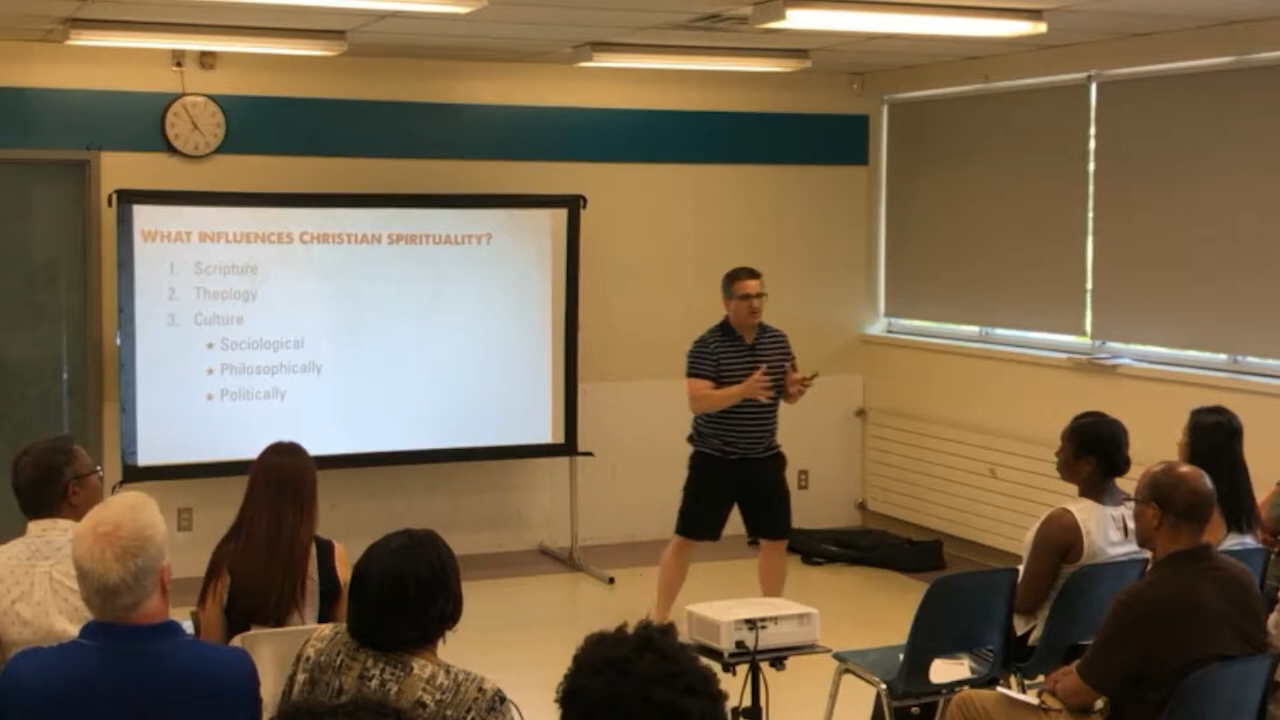 WHAT INFLUENCES CHRISTIAN SPIRITUALITY?
1. Scripture
2. Theology
3. Culture
★ Sociological
★ Philosophically
★ Politically